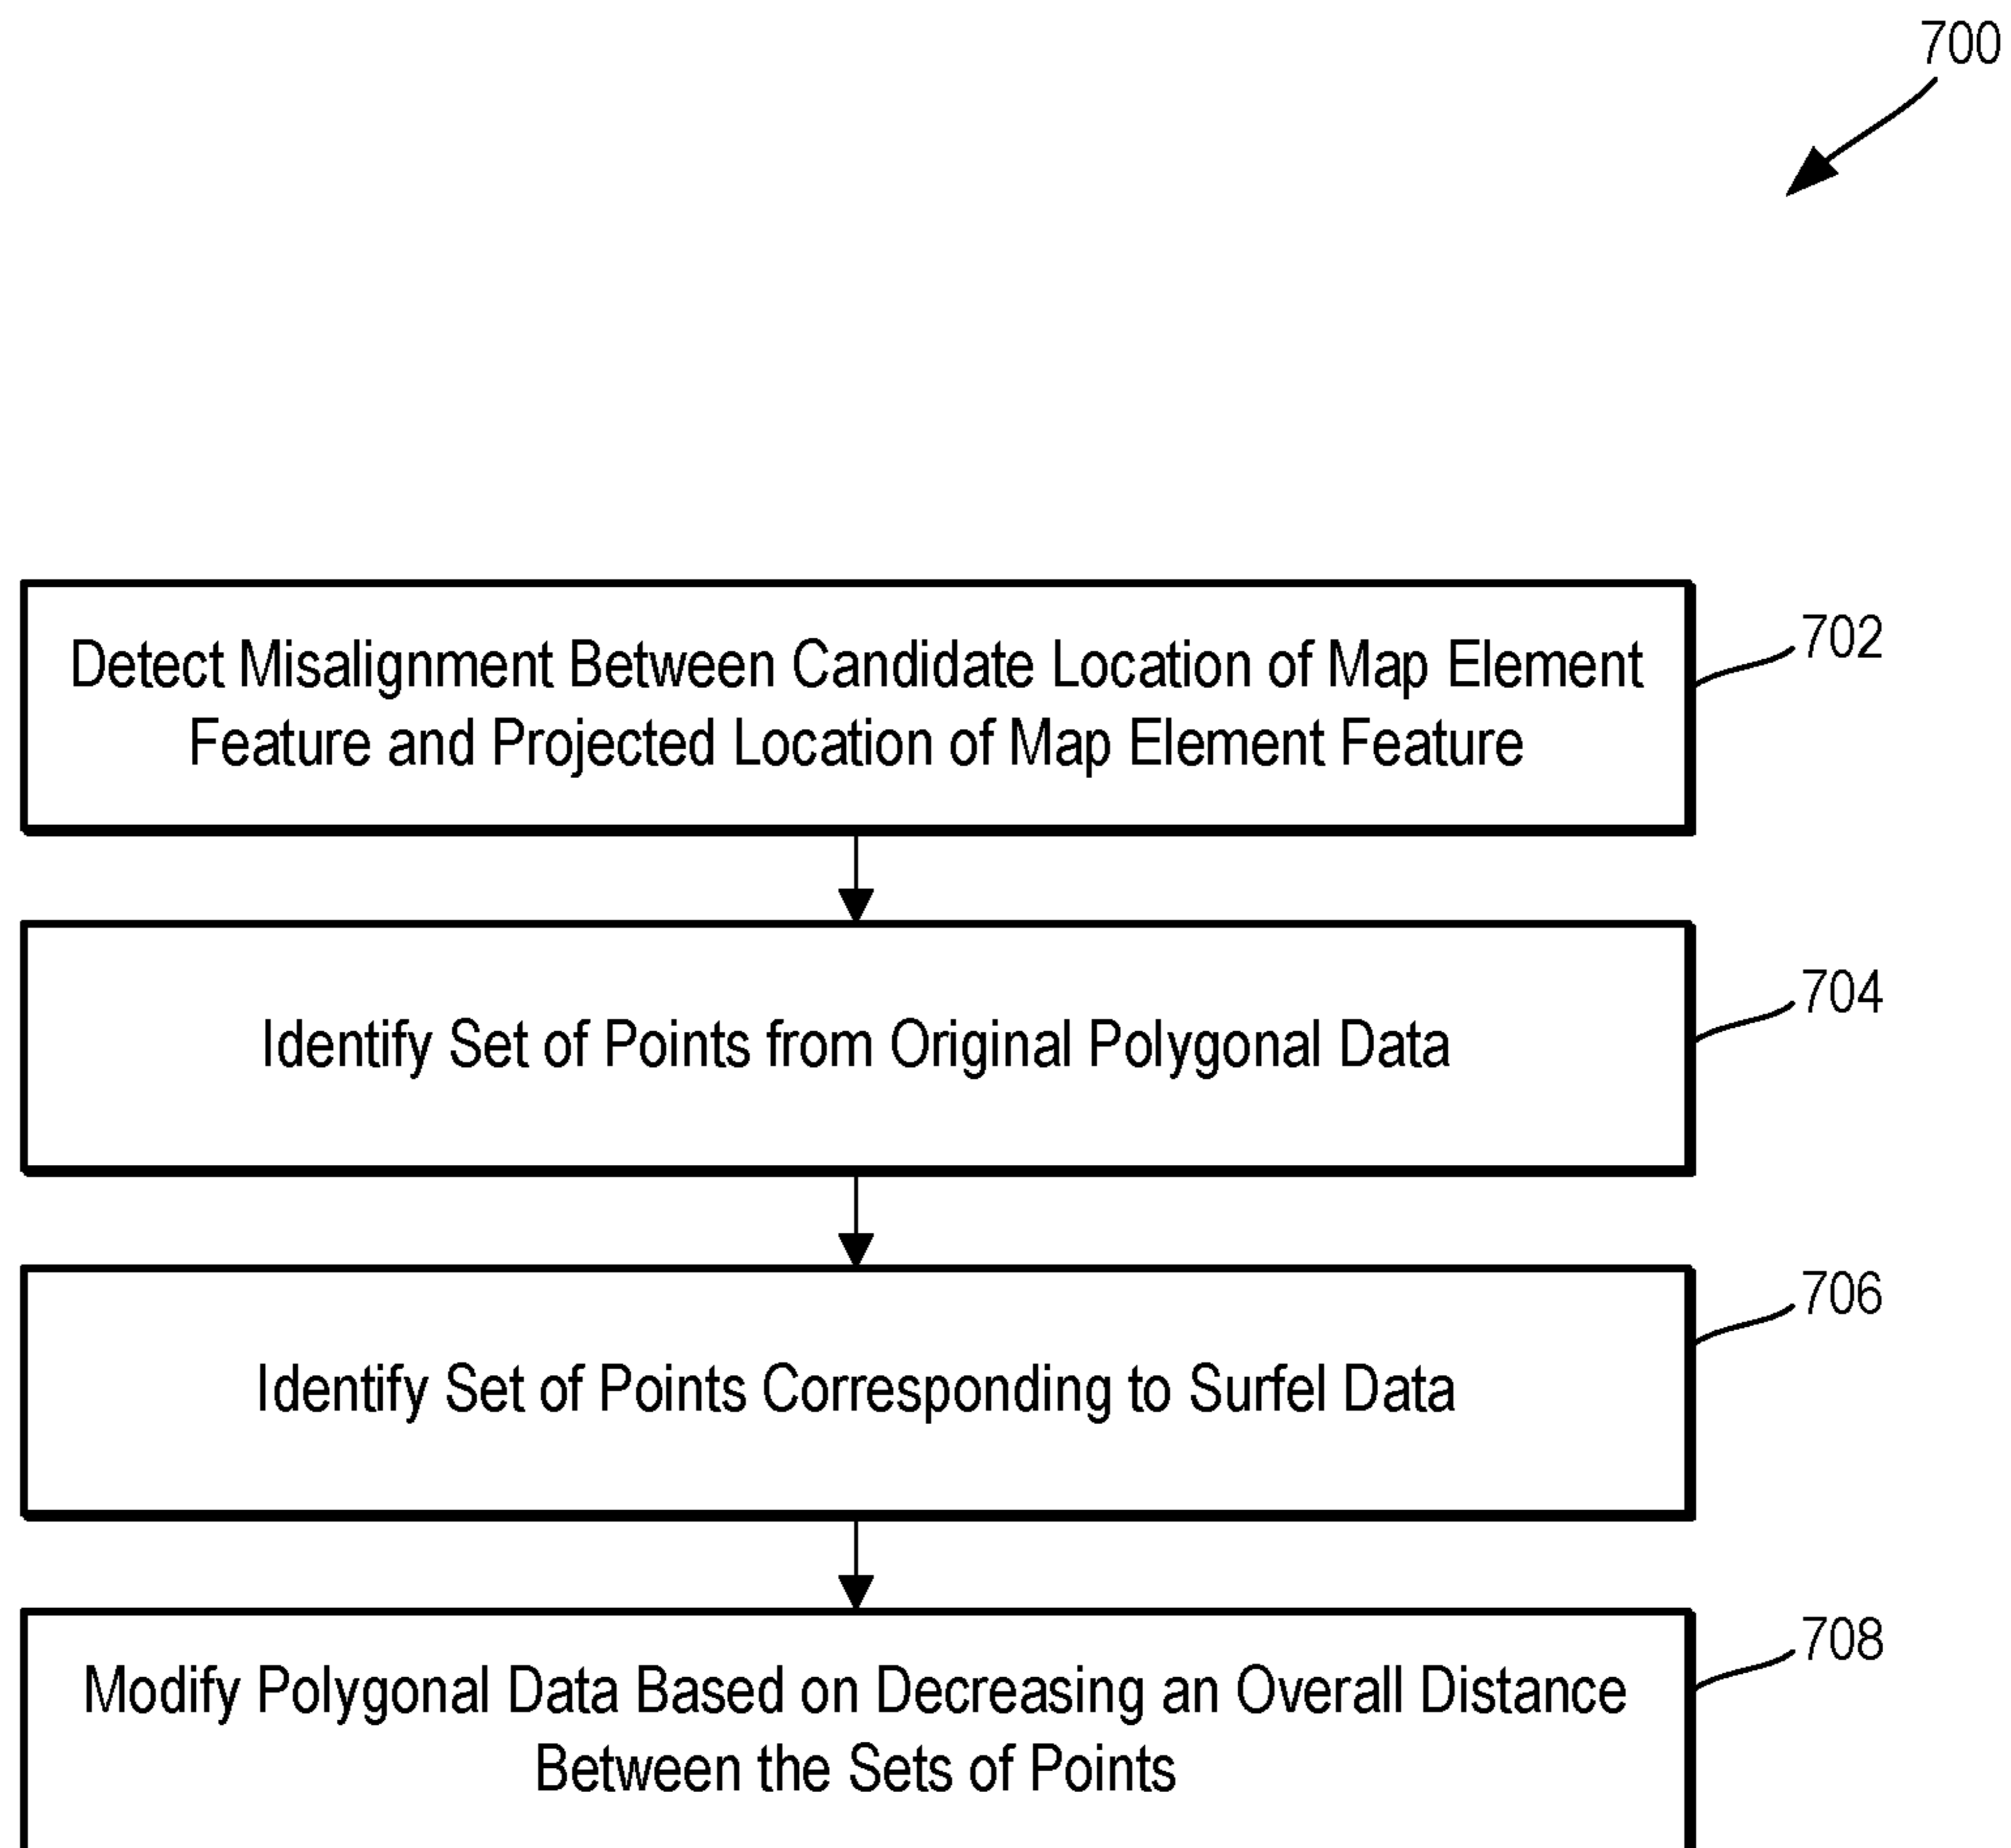 700
Detect Misalignment Between Candidate Location of Map Element
Feature and Projected Location of Map Element Feature
702
Identify Set of Points from Original Polygonal Data
704
Identify Set of Points Corresponding to Surfel Data
706
Modify Polygonal Data Based on Decreasing an Overall Distance
Between the Sets of Points
708